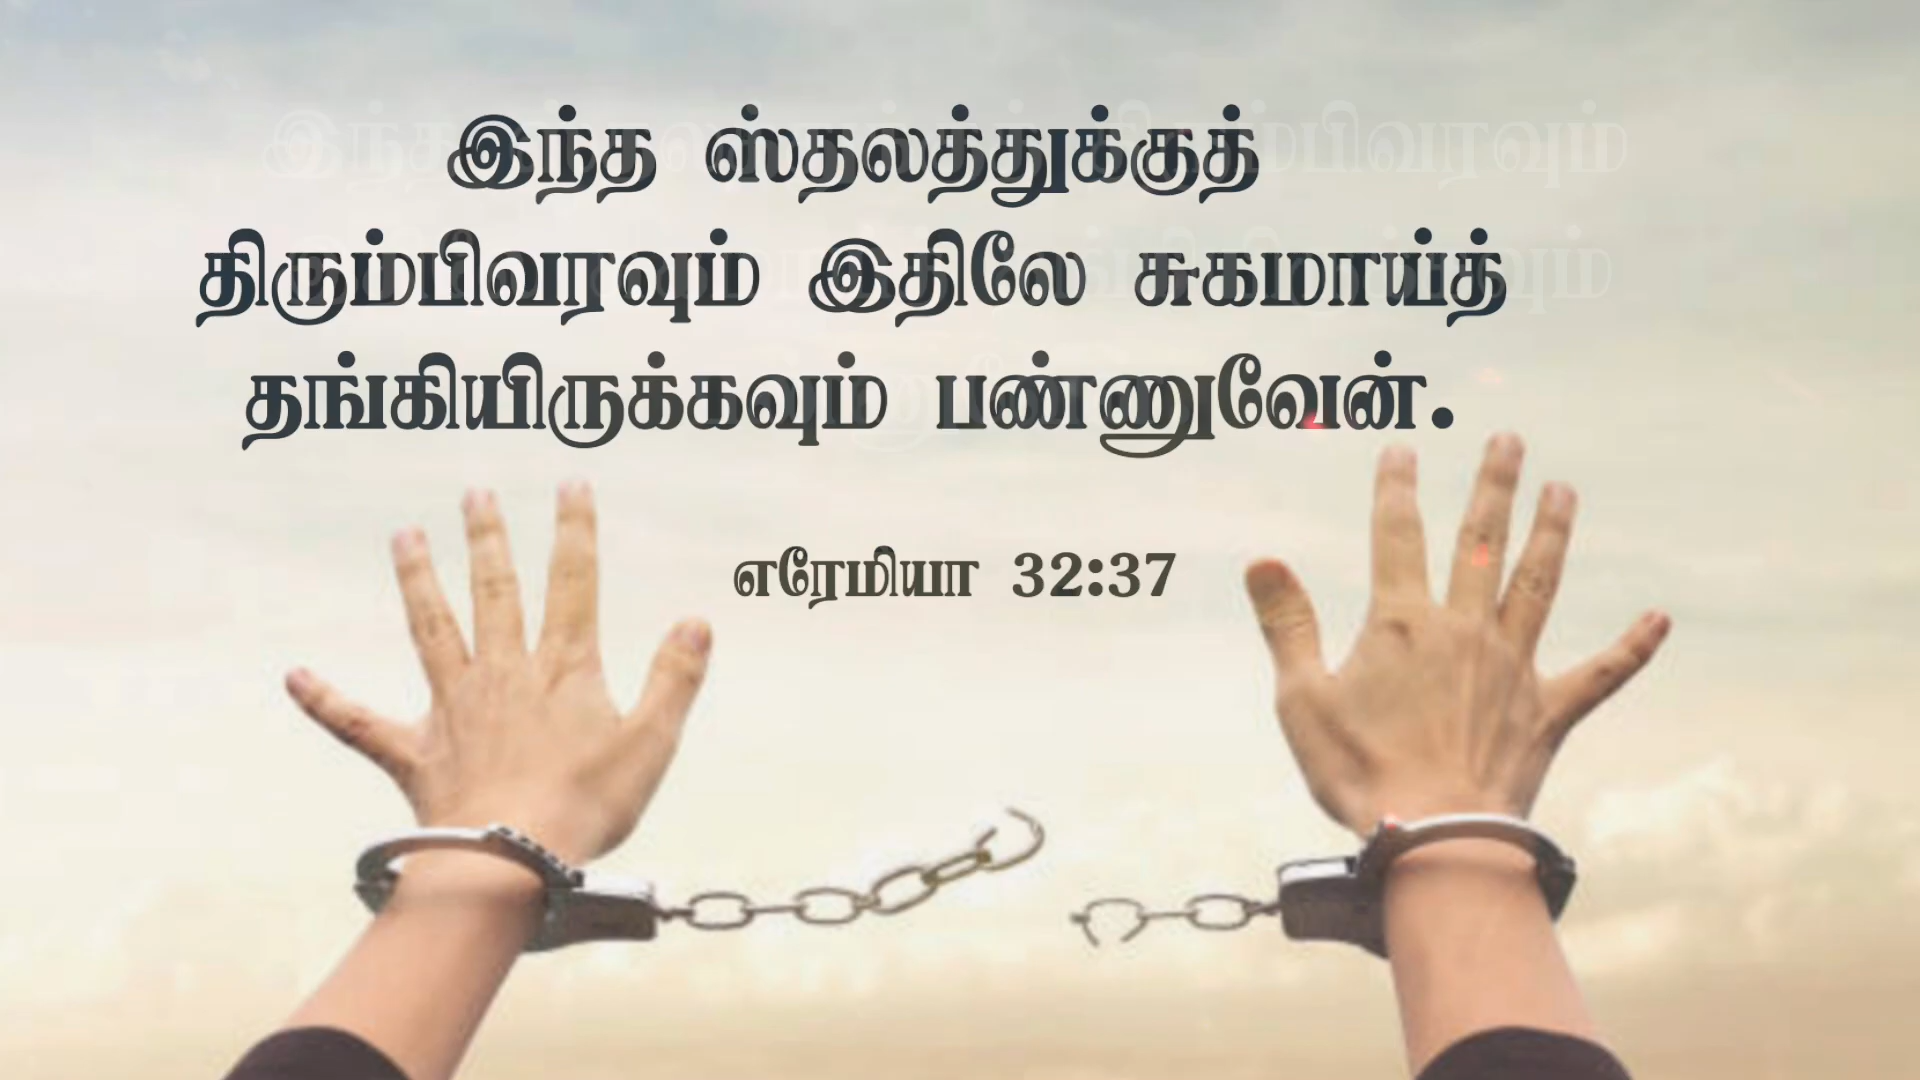 இந்த ஸ்தலத்துக்குத்
திரும்பிவரவும் இதிலே சுகமாய்த்
தங்கியிருக்கவும் பண்ணுவேன்.
எரேமியா 32:37